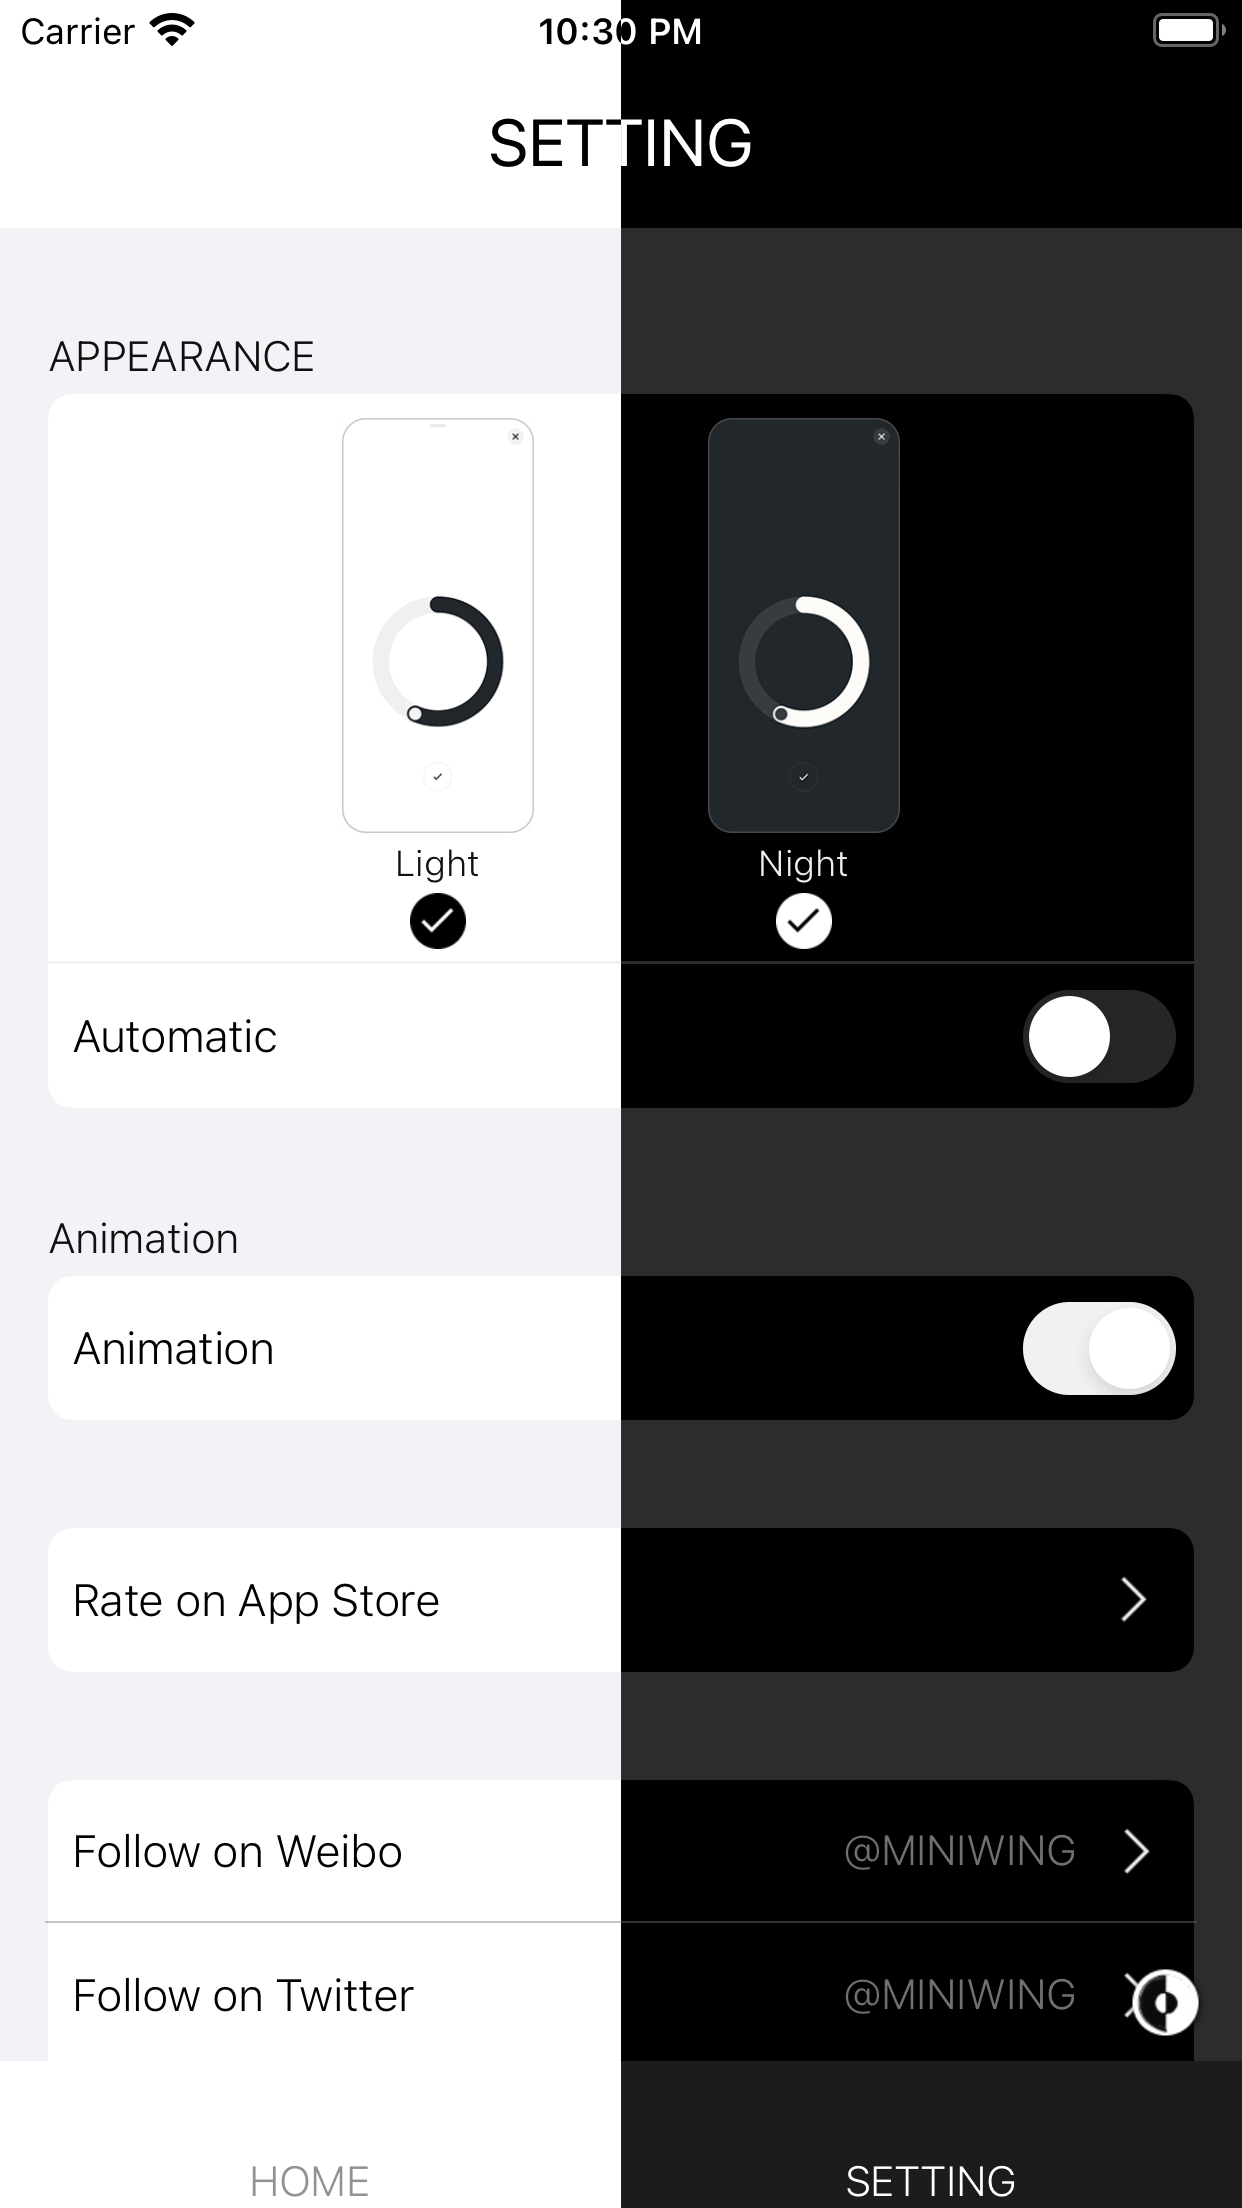 Carrier 10:30 PM
SETTING
APPEARANCE
Light Night
Automatic
Animation
Animation
Rate on App Store
Follow on Weibo @MINIWING
Follow on Twitter @MINIWING
HOME SETTING